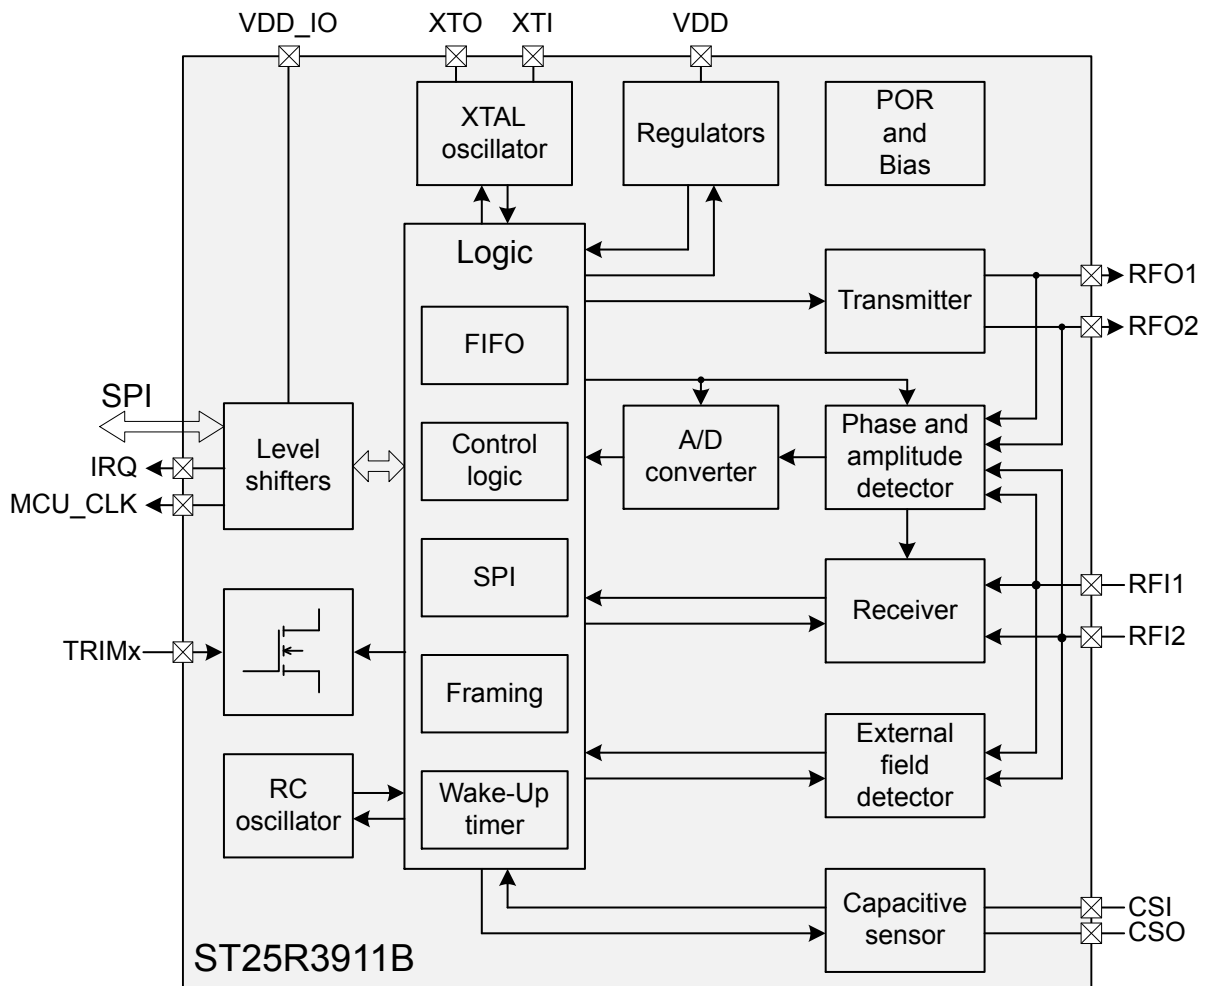 VDD_IO
XTO
XTI
VDD
XTAL
oscillator
Regulators
POR
and
Bias
Logic
FIFO
Control
logic
SPI
Framing
Wake-Up
timer
Transmitter
RFO1
RFO2
SPI
IRQ
MCU_CLK
Level
shifters
A/D
converter
Phase and
amplitude
detector
Receiver
RFI1
RFI2
TRIMx
RC
oscillator
External
field
detector
Capacitive
sensor
CSI
CSO
ST25R3911B